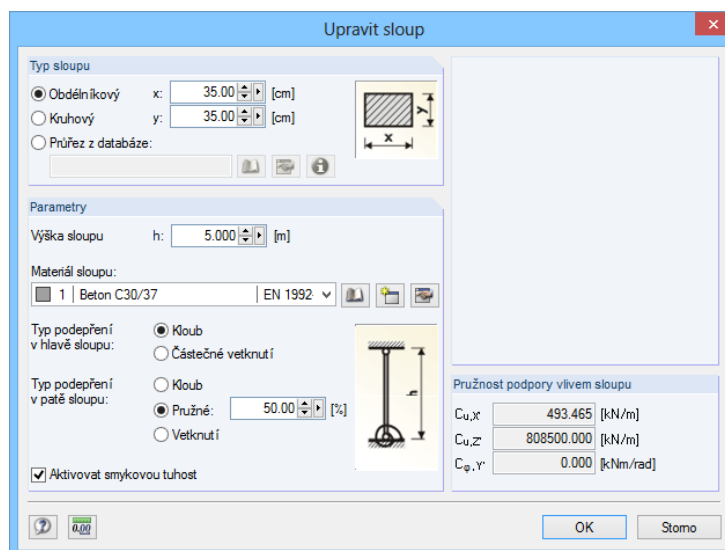 Upravit sloup
Typ sloupu
Obdélníkový x: 35.00 [cm]
Kruhový y: 35.00 [cm]
Průřez z databáze:
x
y
Parametry
Výška sloupu h: 5.000 [m]
Materiál sloupu:
1 Beton C30/37 EN 1992-
Typ podepření
v hlavě sloupu:
Kloub
Částečné vetknutí
Typ podepření
v patě sloupu:
Kloub
Pružné: 50.00 [%]
Vetknutí
h
Aktivovat smykovou tuhost
Pružnost podpory vlivem sloupu
Cu,X' 493.465 [kN/m]
Cu,Z' 808500.000 [kN/m]
Cφ,Y' 0.000 [kNm/rad]
0.00
OK
Storno